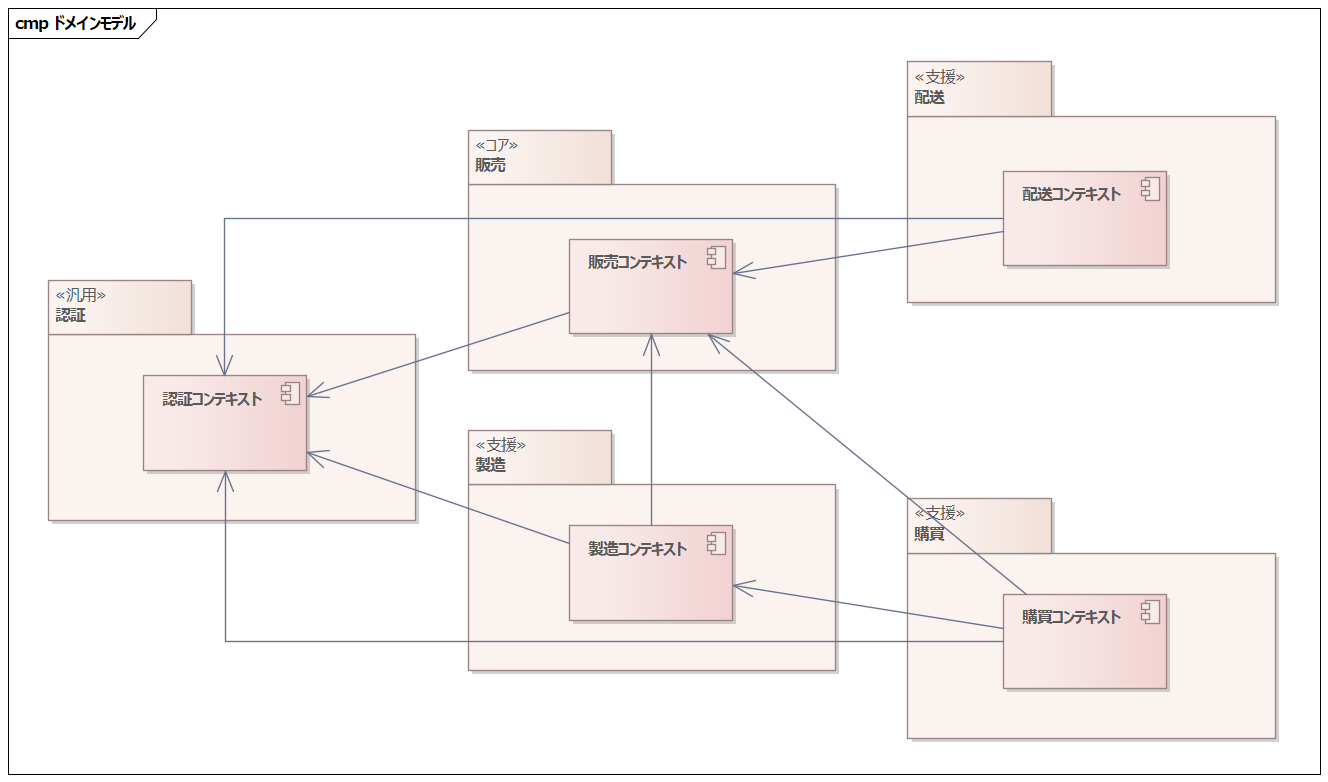 cmp ドメインモデル
«支援»
配送
配送コンテキスト
«コア»
販売
販売コンテキスト
«汎用»
認証
認証コンテキスト
«支援»
製造
製造コンテキスト
«支援»
購買
購買コンテキスト